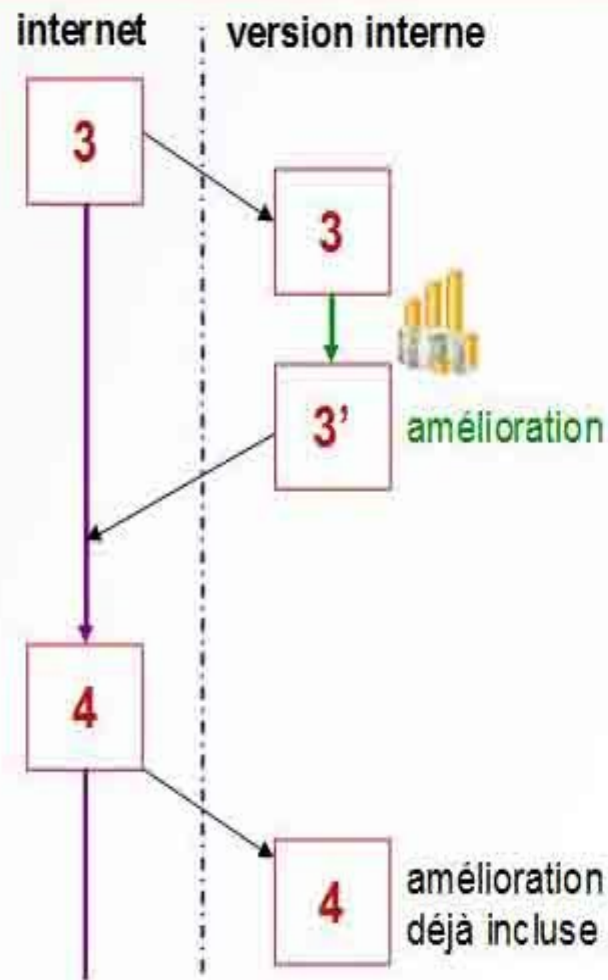 internet
version interne
3
3
3'
amélioration
4
4
amélioration
déjà incluse